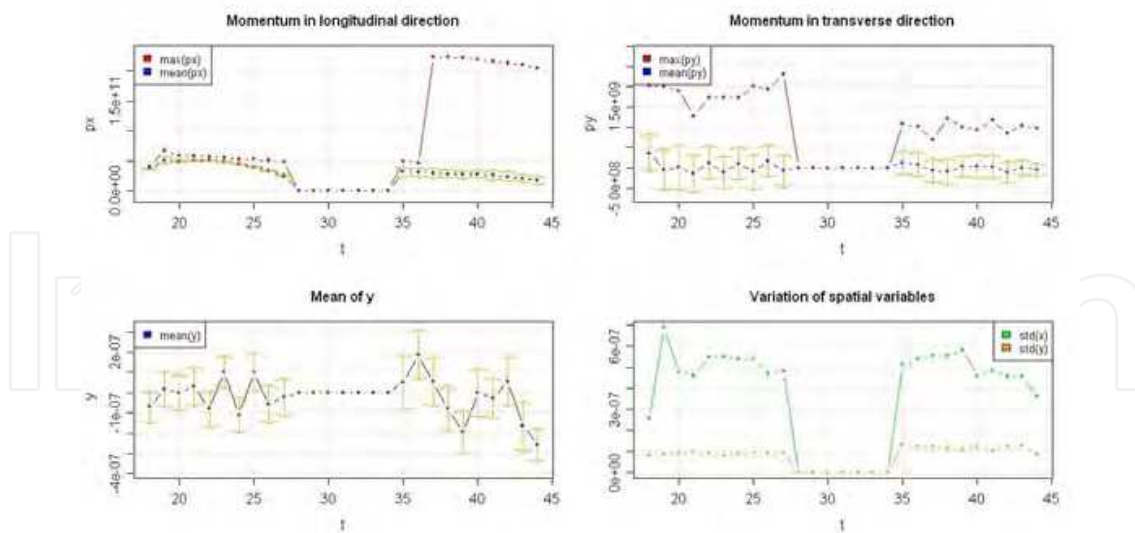 Momentum in longitudinal direction
max(px)
mean(px)
px
0.0e+00
1.5e+11
20
25
30
35
40
45
t
Momentum in transverse direction
max(py)
mean(py)
py
-5.0e+08
1.5e+09
20
25
30
35
40
45
t
Mean of y
mean(y)
y
-4e-07
-1e-07
2e-07
20
25
30
35
40
45
t
Variation of spatial variables
std(x)
std(y)
0e+00
3e-07
6e-07
20
25
30
35
40
45
t